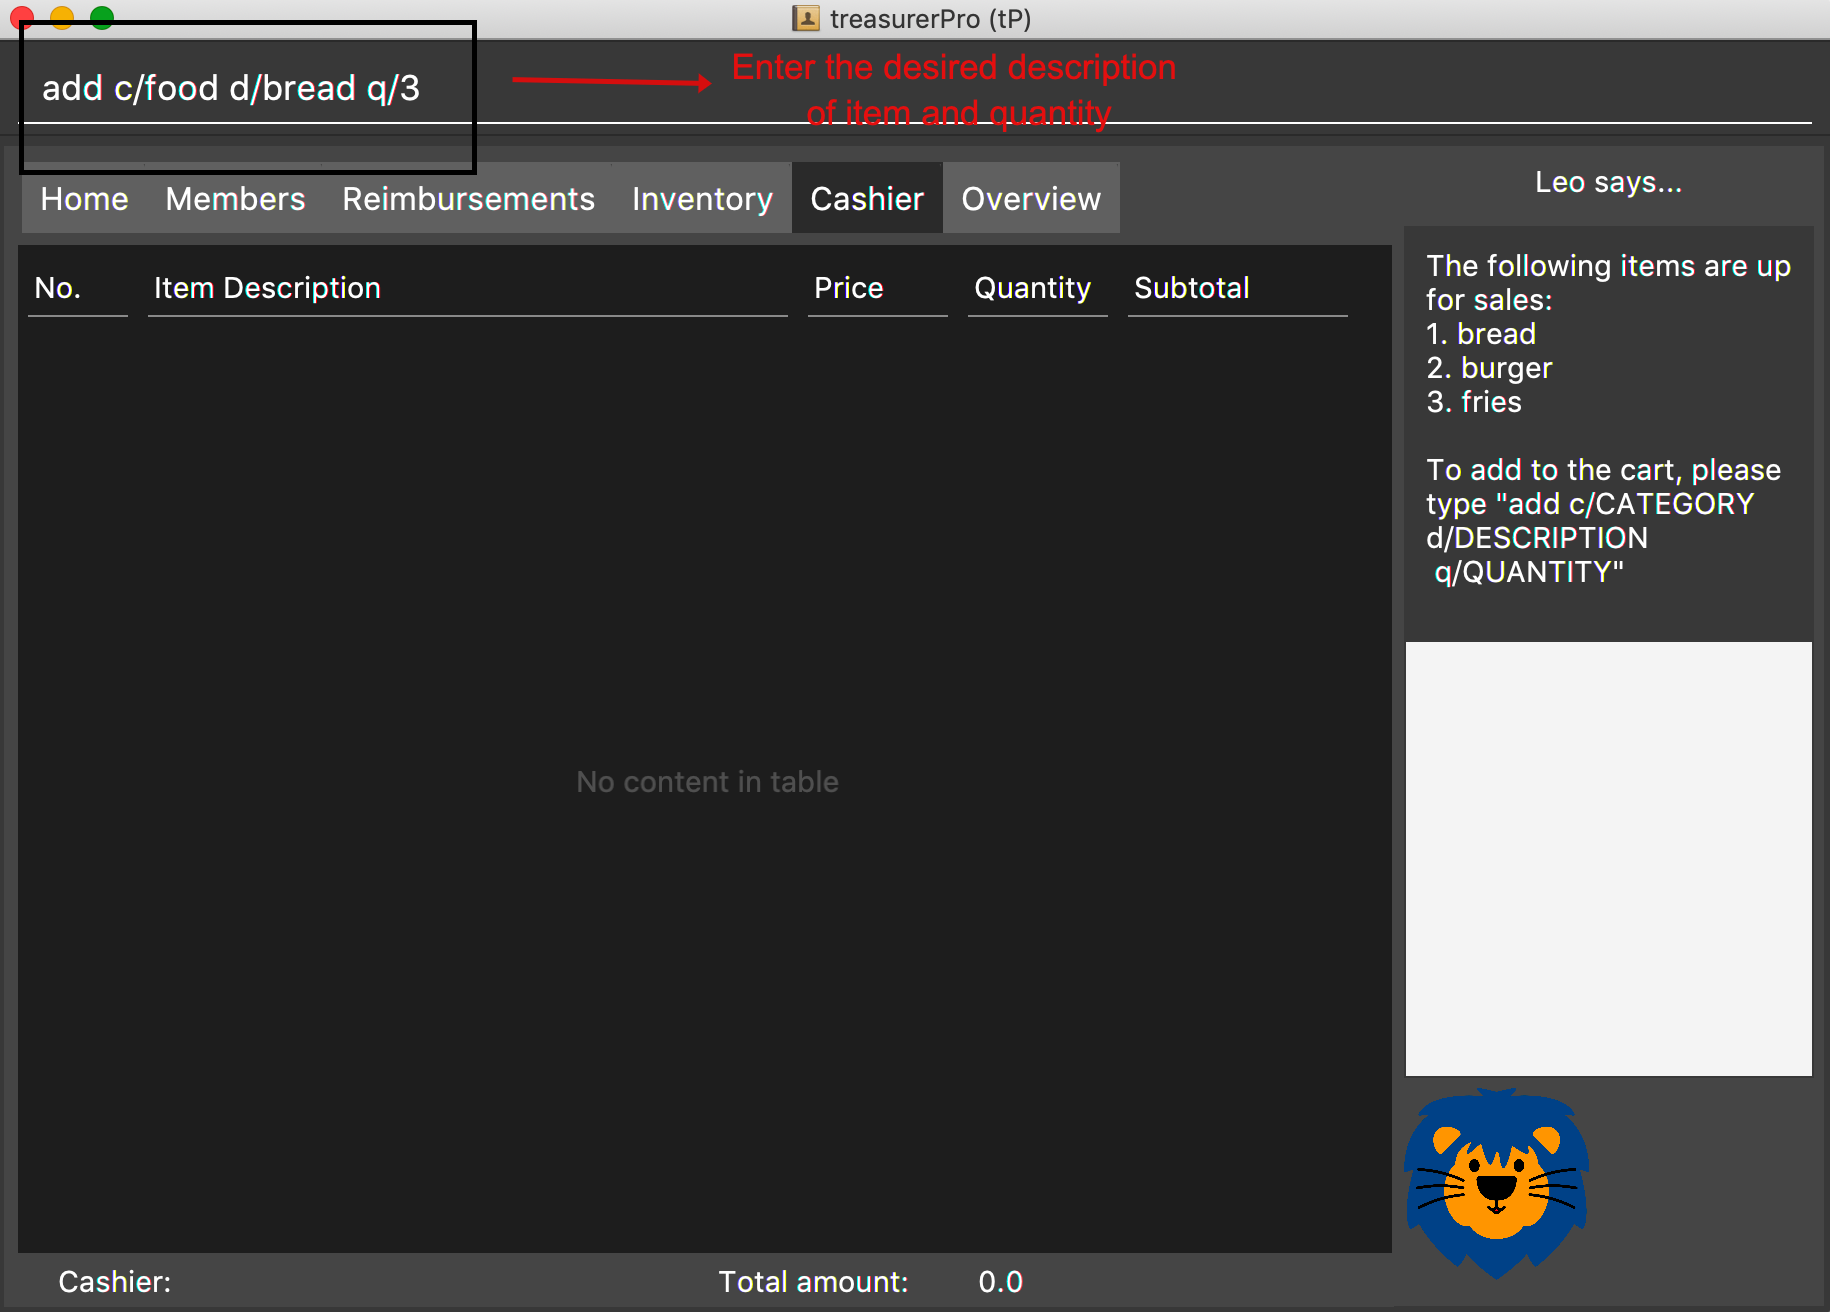 treasurerPro (tP)
add c/food d/bread q/3
Enter the desired description
of item and quantity
Home Members Reimbursements Inventory Cashier Overview
No. Item Description Price Quantity Subtotal
No content in table
Cashier: Total amount: 0.0
Leo says...
The following items are up
for sales:
1. bread
2. burger
3. fries
To add to the cart, please
type "add c/CATEGORY
d/DESCRIPTION
q/QUANTITY"